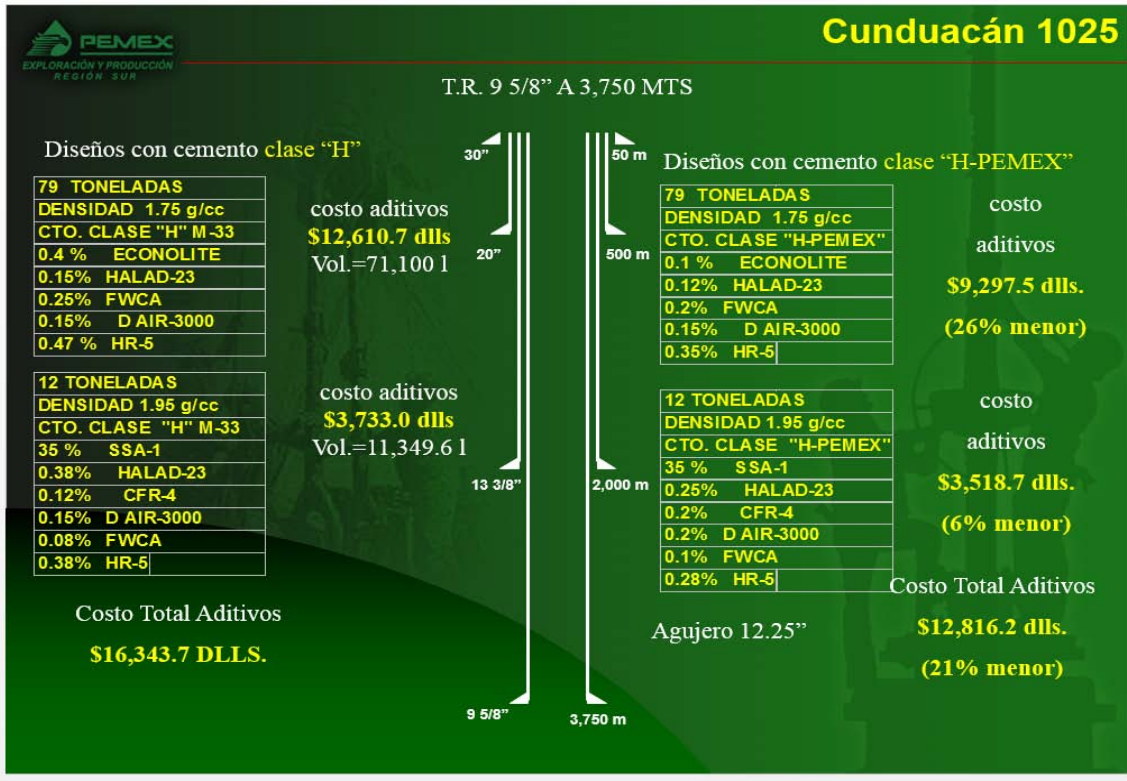 PEMEX
EXPLORACIÓN Y PRODUCCIÓN
REGIÓN SUR
Cunduacán 1025
T.R. 9 5/8” A 3,750 MTS
Diseños con cemento clase “H”
79 TONELADAS
DENSIDAD 1.75 g/cc
CTO. CLASE "H" M-33
0.4 % ECONOLITE
0.15% HALAD-23
0.25% FWCA
0.15% D AIR-3000
0.47 % HR-5
costo aditivos
$12,610.7 dlls
Vol.=71,100 l
12 TONELADAS
DENSIDAD 1.95 g/cc
CTO. CLASE "H" M-33
35 % SSA-1
0.38% HALAD-23
0.12% CFR-4
0.15% D AIR-3000
0.08% FWCA
0.38% HR-5
costo aditivos
$3,733.0 dlls
Vol.=11,349.6 l
Costo Total Aditivos
$16,343.7 DLLS.
30”
50 m
20”
500 m
13 3/8”
2,000 m
9 5/8”
3,750 m
Diseños con cemento clase “H-PEMEX”
79 TONELADAS
DENSIDAD 1.75 g/cc
CTO. CLASE "H-PEMEX"
0.1 % ECONOLITE
0.12% HALAD-23
0.2% FWCA
0.15% D AIR-3000
0.35% HR-5
costo
aditivos
$9,297.5 dlls.
(26% menor)
12 TONELADAS
DENSIDAD 1.95 g/cc
CTO. CLASE "H-PEMEX"
35 % SSA-1
0.25% HALAD-23
0.2% CFR-4
0.2% D AIR-3000
0.1% FWCA
0.28% HR-5
costo
aditivos
$3,518.7 dlls.
(6% menor)
Agujero 12.25”
Costo Total Aditivos
$12,816.2 dlls.
(21% menor)